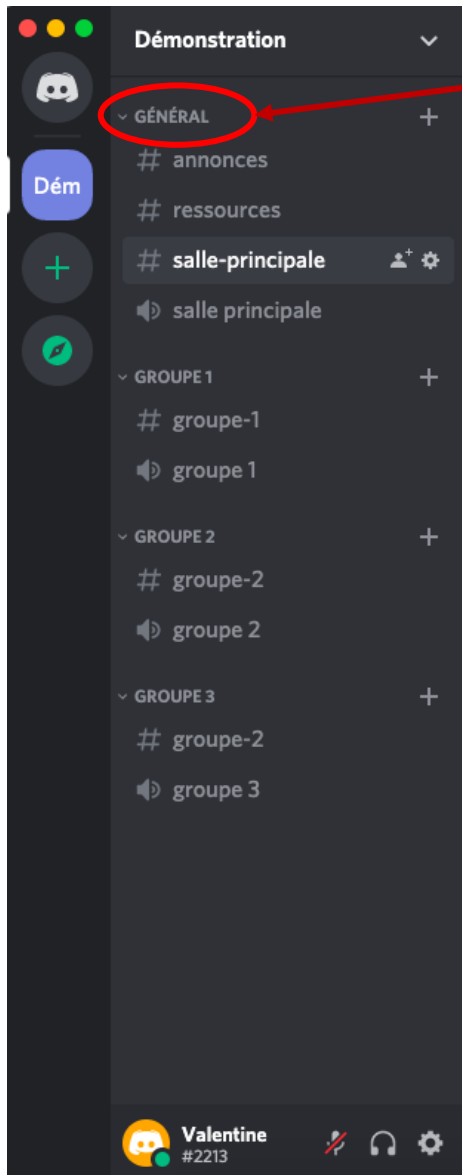 Démonstration
GÉNÉRAL
annonces
Dém
# ressources
# salle-principale
salle principale
GROUPE 1
# groupe-1
groupe 1
GROUPE 2
# groupe-2
groupe 2
GROUPE 3
# groupe-2
groupe 3
Valentine
#2213